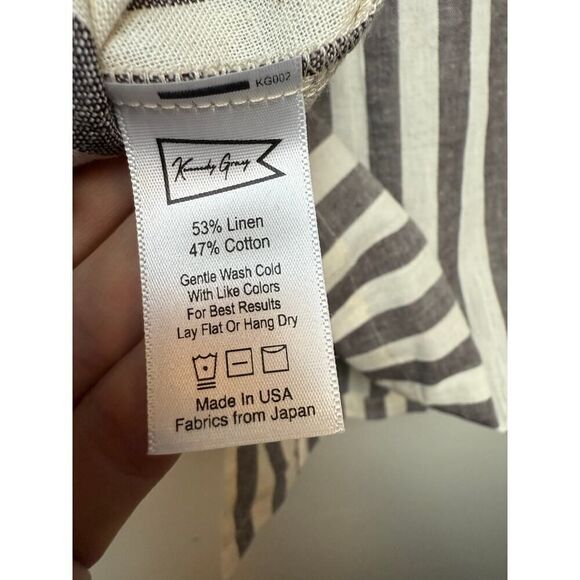 KG002
Kennedy Gray
53% Linen
47% Cotton
Gentle Wash Cold
With Like Colors
For Best Results
Lay Flat Or Hang Dry
Made In USA
Fabrics from Japan